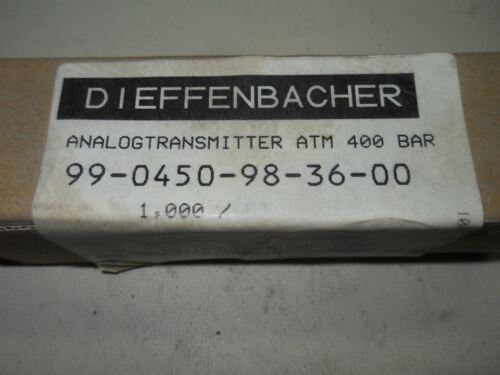 DIEFFENBACHER
ANALOGTRANSMITTER ATM 400 BAR
99-0450-98-36-00
1,000 /